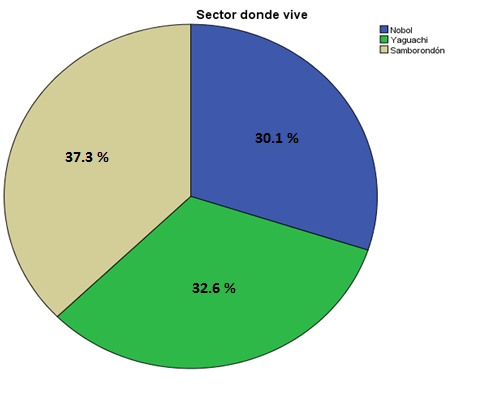 Sector donde vive
Nobol
Yaguachi
Samborondón
30.1 %
37.3 %
32.6 %